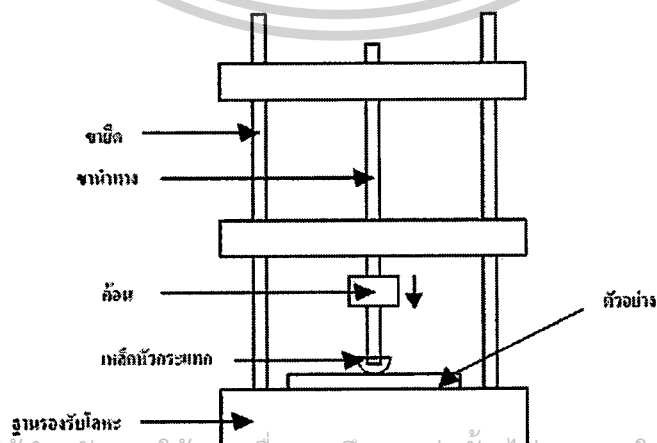 ขายึด
ขานำทาง
ค้อน
ตัวอย่าง
เหล็กหัวกระแทก
ฐานรองรับโลหะ